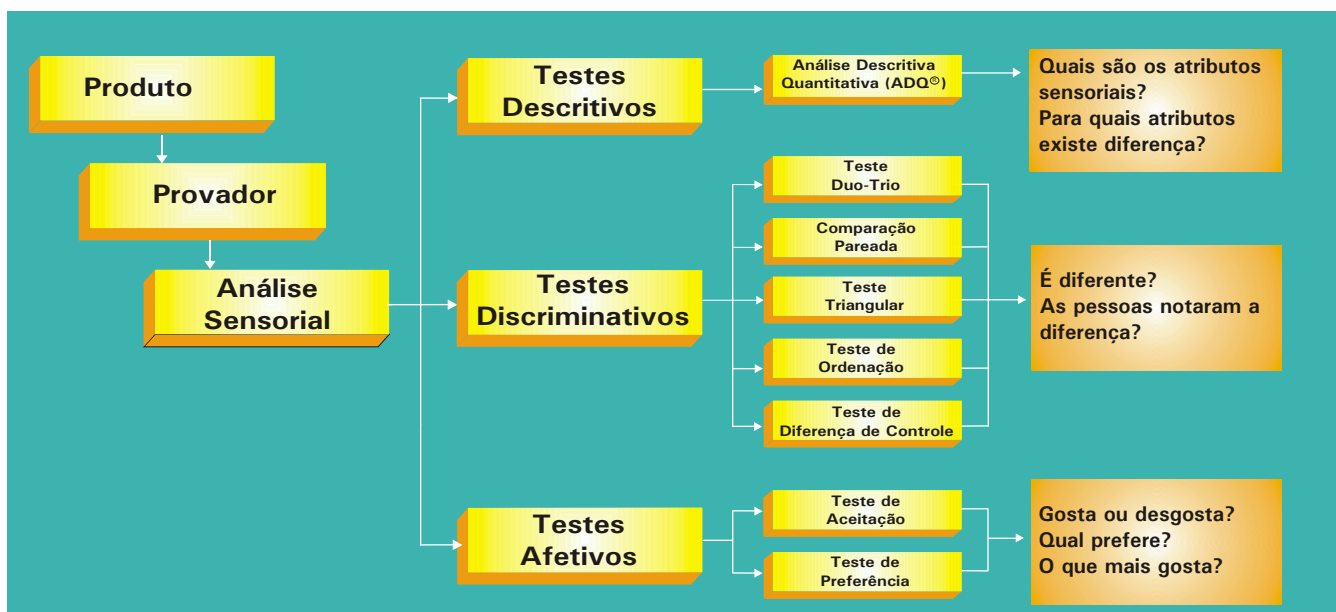 Produto
Provador
Análise
Sensorial
Testes
Descritivos
Análise Descritiva
Quantitativa (ADQ®)
Quais são os atributos
sensoriais?
Para quais atributos
existe diferença?
Testes
Discriminativos
Teste
Duo-Trio
Comparação
Pareada
Teste
Triangular
Teste de
Ordenação
Teste de
Diferença de Controle
É diferente?
As pessoas notaram a
diferença?
Testes
Afetivos
Teste de
Aceitação
Teste de
Preferência
Gosta ou desgosta?
Qual prefere?
O que mais gosta?